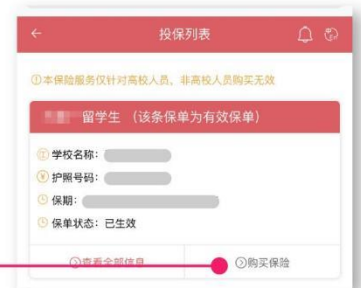 投保列表
①本保险服务仅针对高校人员，非高校人员购买无效
留学生 （该条保单为有效保单）
学校名称：
护照号码：
保期：
保单状态：已生效
查看全部信息 购买保险